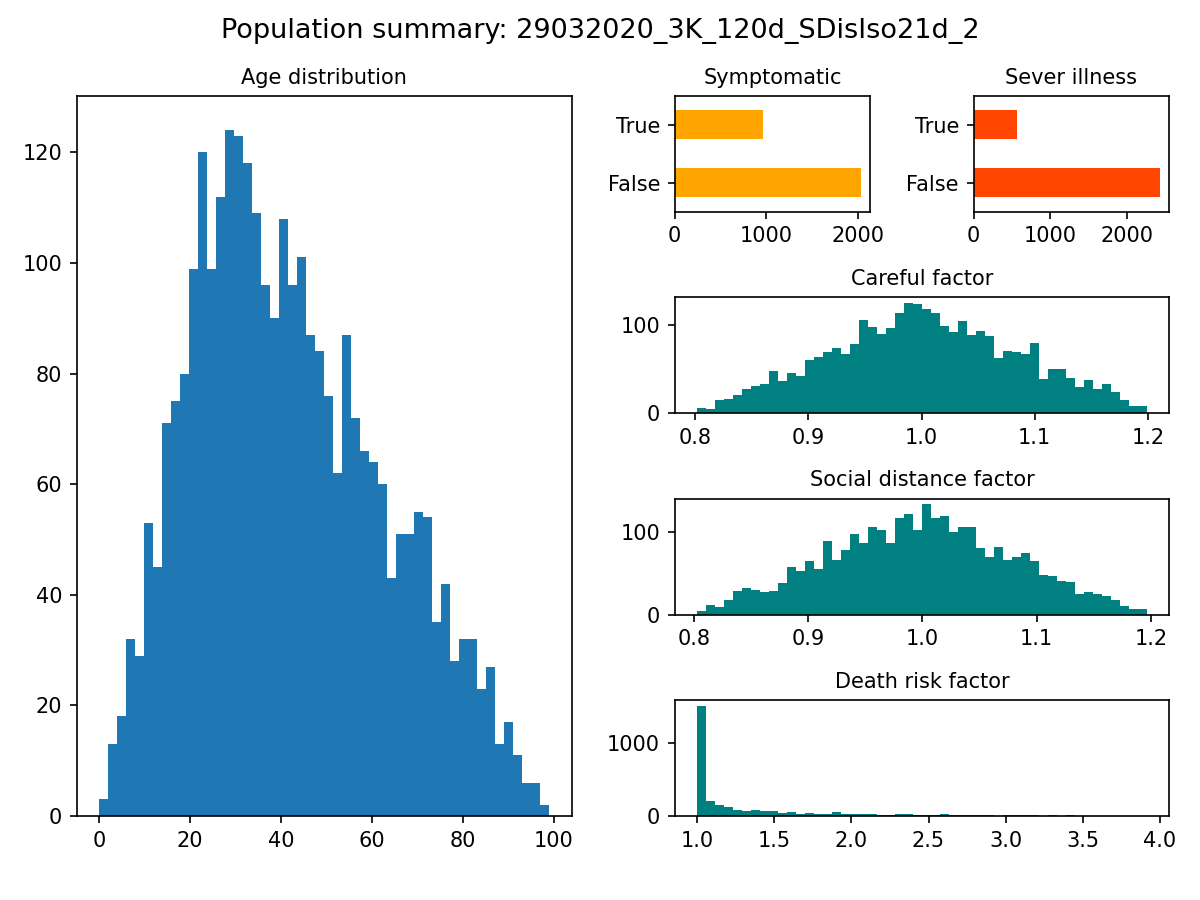 Population summary: 29032020_3K_120d_SDisIso21d_2
Age distribution
120
100
80
60
40
20
0
0 20 40 60 80 100
Symptomatic
True
False
0 1000 2000
Sever illness
True
False
0 1000 2000
Careful factor
100
0
0.8 0.9 1.0 1.1 1.2
Social distance factor
100
0
0.8 0.9 1.0 1.1 1.2
Death risk factor
1000
0
1.0 1.5 2.0 2.5 3.0 3.5 4.0